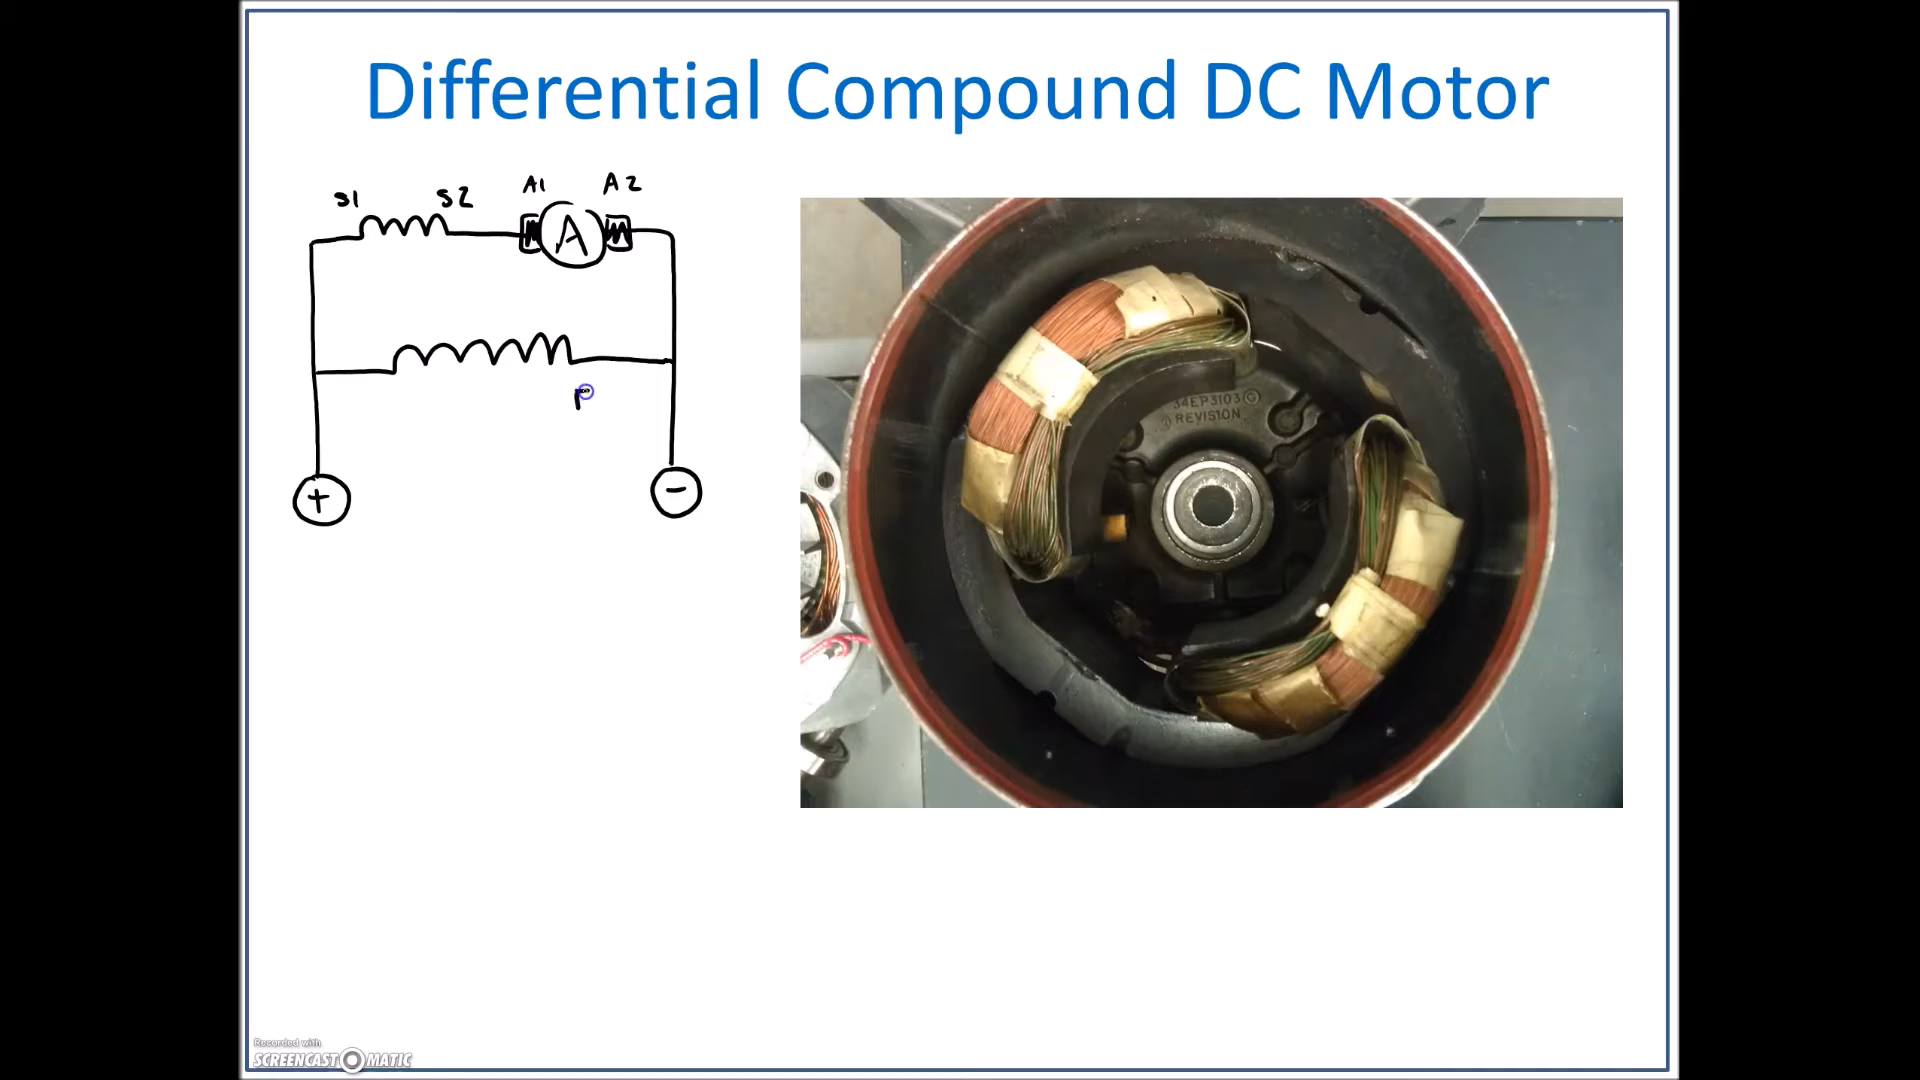 Differential Compound DC Motor
S1 S2 A1 A2
A
+ -
34EP3103 C
REVISION
Recorded with
SCREENCAST-O-MATIC